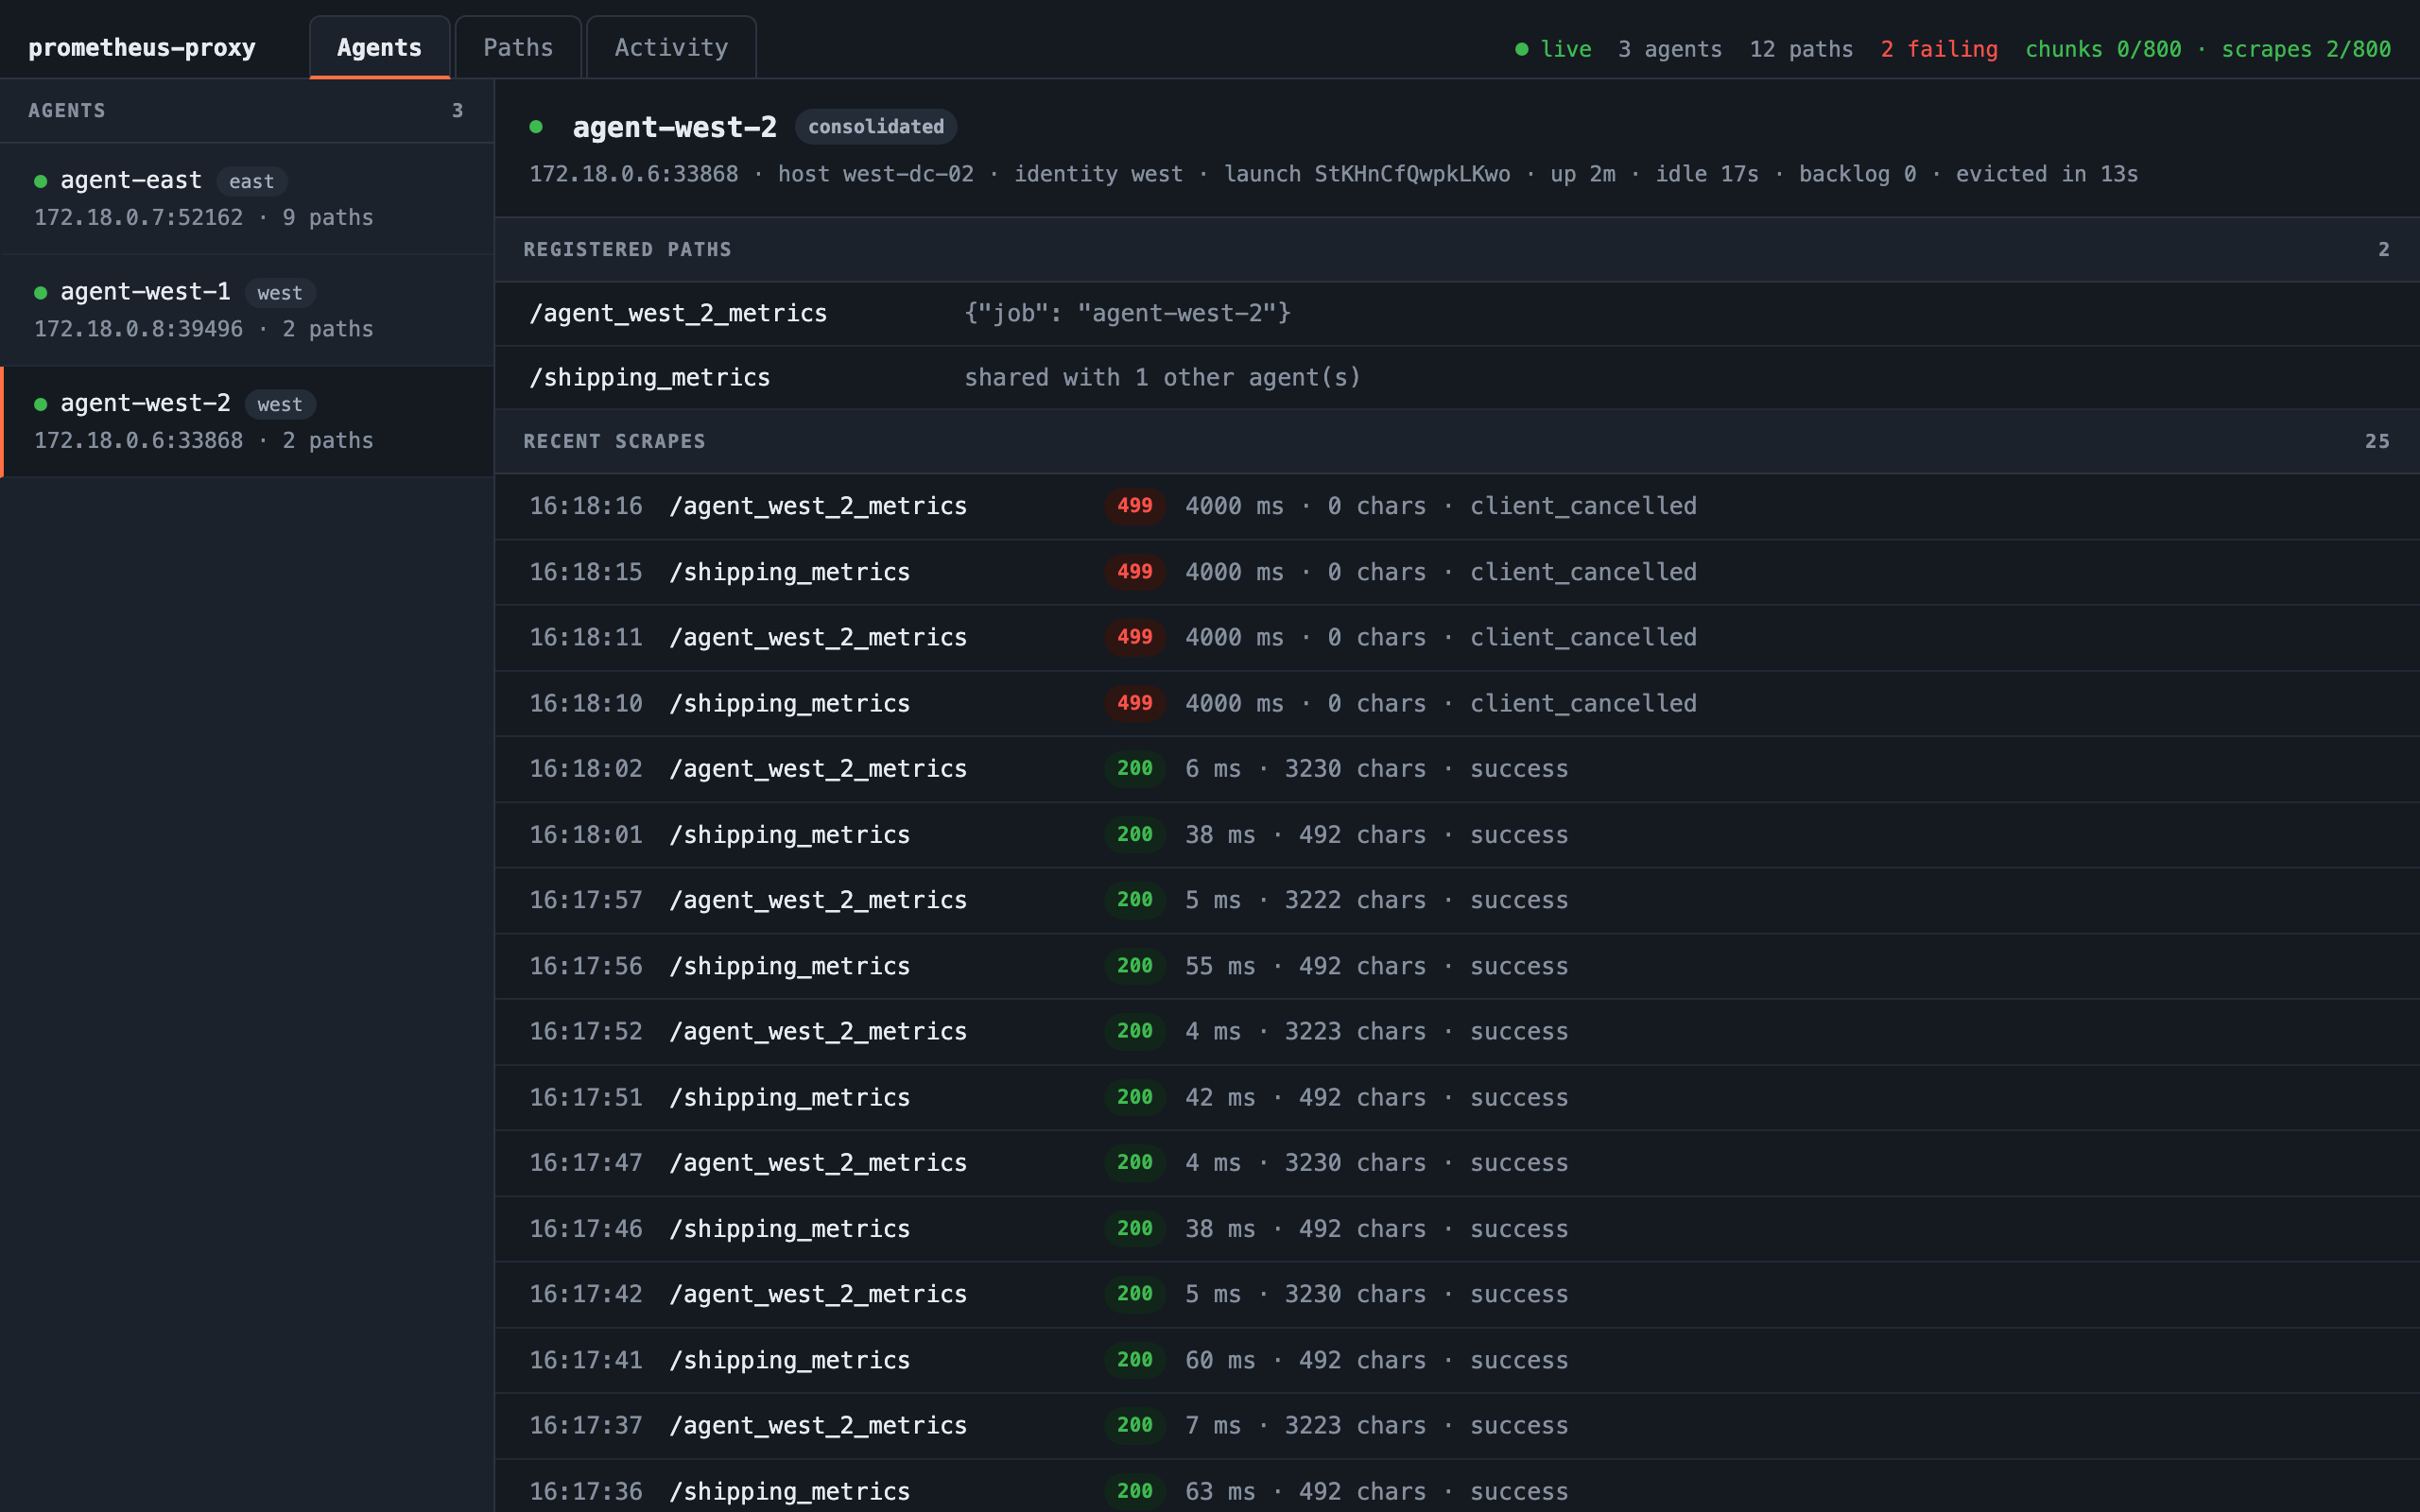 prometheus-proxy Agents Paths Activity live 3 agents 12 paths 2 failing chunks 0/800 · scrapes 2/800
AGENTS 3
agent-east east
172.18.0.7:52162 · 9 paths
agent-west-1 west
172.18.0.8:39496 · 2 paths
agent-west-2 west
172.18.0.6:33868 · 2 paths
agent-west-2 consolidated
172.18.0.6:33868 · host west-dc-02 · identity west · launch StKHnCfQwpkLKwo · up 2m · idle 17s · backlog 0 · evicted in 13s
REGISTERED PATHS 2
/agent_west_2_metrics {"job": "agent-west-2"}
/shipping_metrics shared with 1 other agent(s)
RECENT SCRAPES 25
16:18:16 /agent_west_2_metrics 499 4000 ms · 0 chars · client_cancelled
16:18:15 /shipping_metrics 499 4000 ms · 0 chars · client_cancelled
16:18:11 /agent_west_2_metrics 499 4000 ms · 0 chars · client_cancelled
16:18:10 /shipping_metrics 499 4000 ms · 0 chars · client_cancelled
16:18:02 /agent_west_2_metrics 200 6 ms · 3230 chars · success
16:18:01 /shipping_metrics 200 38 ms · 492 chars · success
16:17:57 /agent_west_2_metrics 200 5 ms · 3222 chars · success
16:17:56 /shipping_metrics 200 55 ms · 492 chars · success
16:17:52 /agent_west_2_metrics 200 4 ms · 3223 chars · success
16:17:51 /shipping_metrics 200 42 ms · 492 chars · success
16:17:47 /agent_west_2_metrics 200 4 ms · 3230 chars · success
16:17:46 /shipping_metrics 200 38 ms · 492 chars · success
16:17:42 /agent_west_2_metrics 200 5 ms · 3230 chars · success
16:17:41 /shipping_metrics 200 60 ms · 492 chars · success
16:17:37 /agent_west_2_metrics 200 7 ms · 3223 chars · success
16:17:36 /shipping_metrics 200 63 ms · 492 chars · success